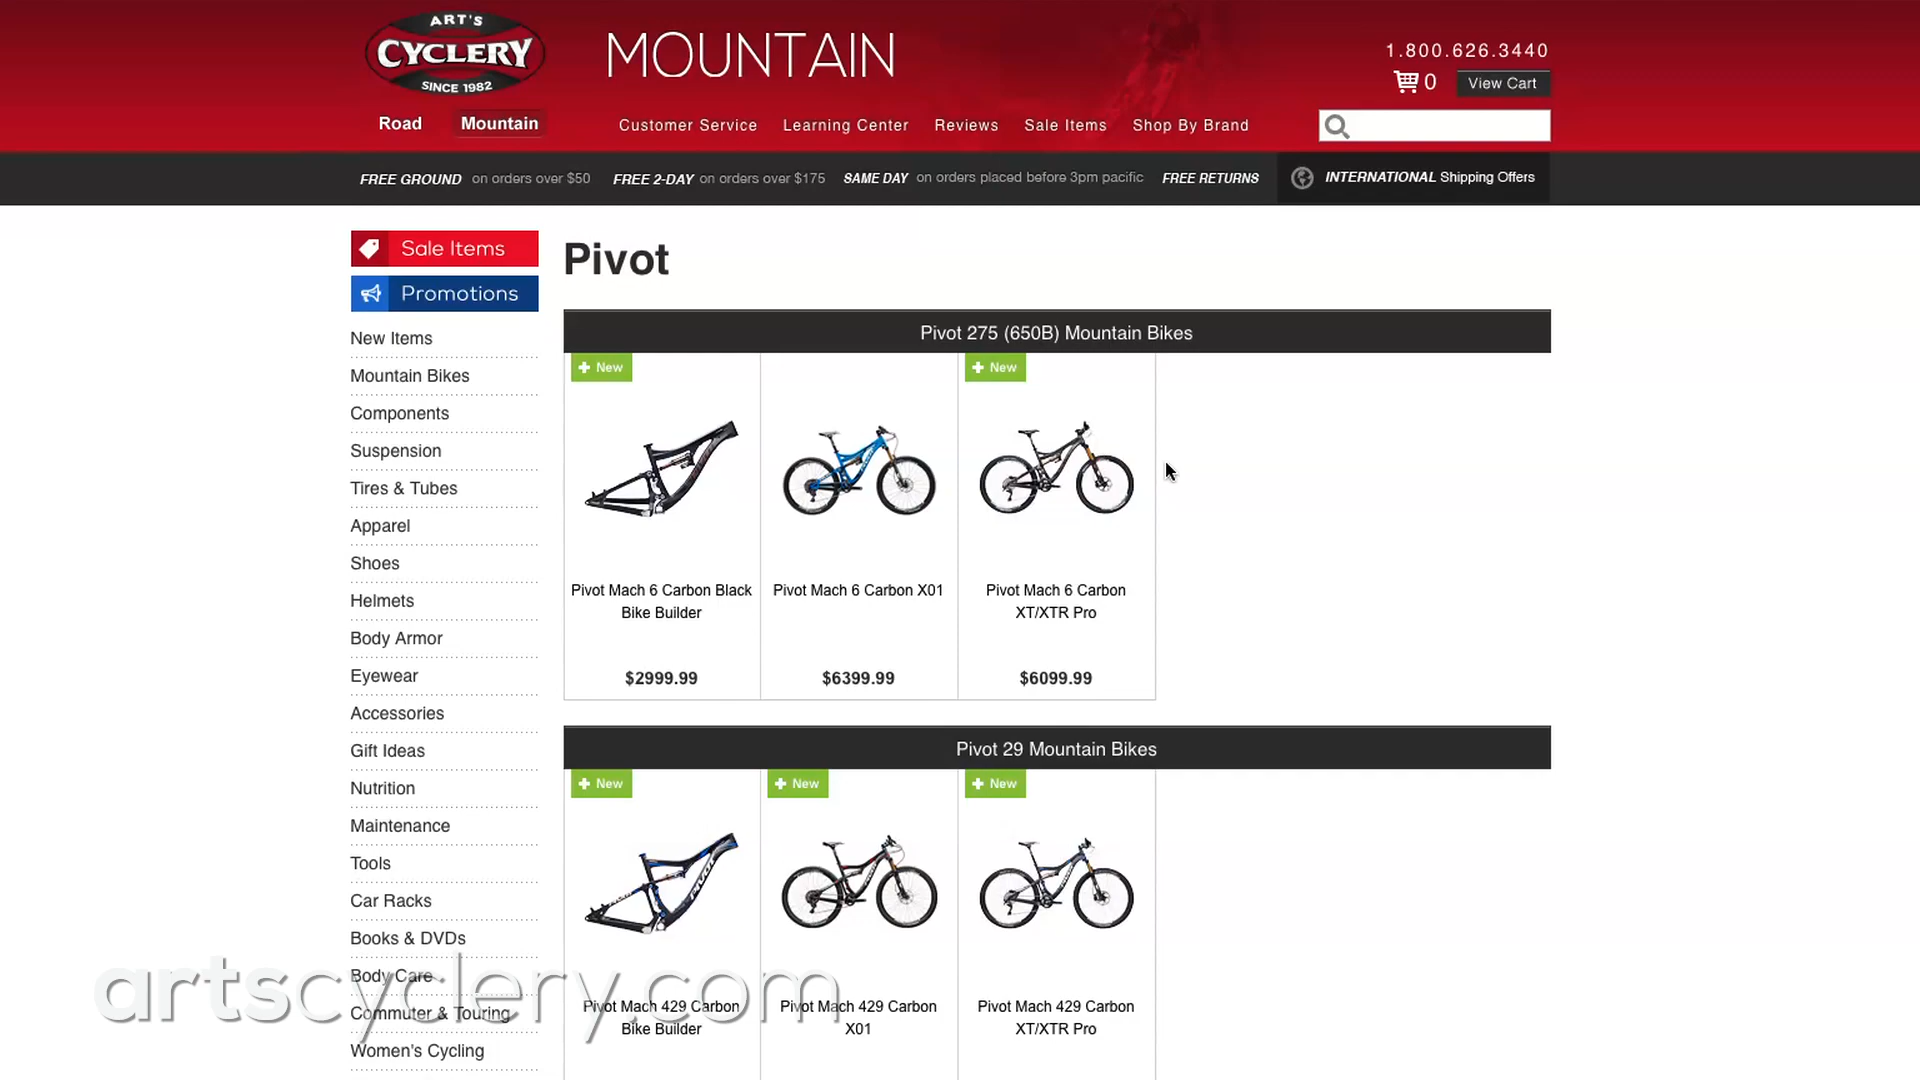 ART'S
CYCLERY
SINCE 1982
MOUNTAIN
1.800.626.3440
0 View Cart
Road Mountain
Customer Service Learning Center Reviews Sale Items Shop By Brand
FREE GROUND on orders over $50 FREE 2-DAY on orders over $175 SAME DAY on orders placed before 3pm pacific FREE RETURNS INTERNATIONAL Shipping Offers
Sale Items
Promotions
New Items
Mountain Bikes
Components
Suspension
Tires & Tubes
Apparel
Shoes
Helmets
Body Armor
Eyewear
Accessories
Gift Ideas
Nutrition
Maintenance
Tools
Car Racks
Books & DVDs
Body Care
Commuter & Touring
Women's Cycling
Pivot
Pivot 275 (650B) Mountain Bikes
New New
Pivot Mach 6 Carbon Black
Bike Builder
$2999.99
Pivot Mach 6 Carbon X01
$6399.99
Pivot Mach 6 Carbon
XT/XTR Pro
$6099.99
Pivot 29 Mountain Bikes
New New New
PIVOT
Pivot Mach 429 Carbon
Bike Builder
Pivot Mach 429 Carbon
X01
Pivot Mach 429 Carbon
XT/XTR Pro
artscyclery.com